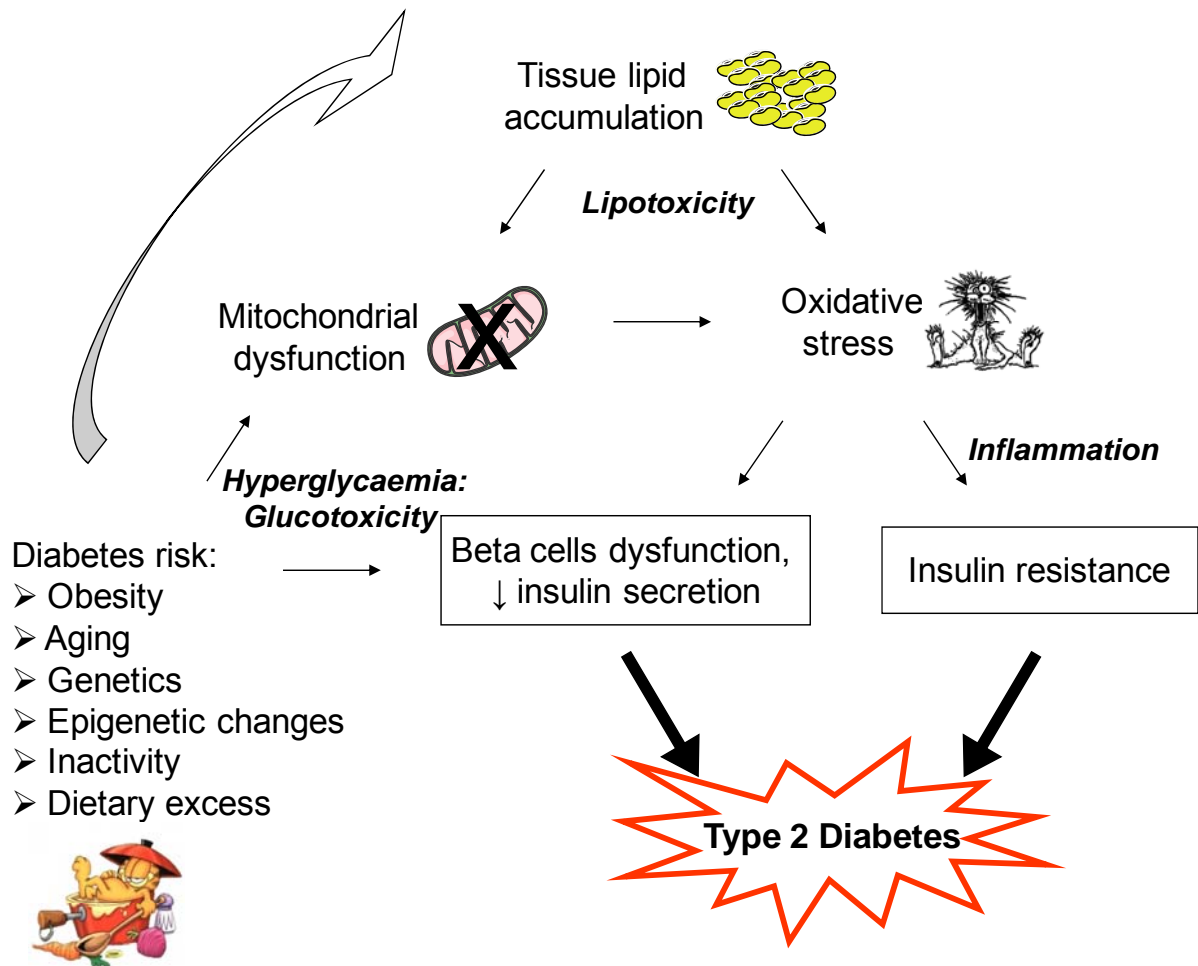 Tissue lipid
accumulation
Lipotoxicity
Mitochondrial
dysfunction
X
Oxidative
stress
Inflammation
Hyperglycaemia:
Glucotoxicity
Diabetes risk:
➢ Obesity
➢ Aging
➢ Genetics
➢ Epigenetic changes
➢ Inactivity
➢ Dietary excess
Beta cells dysfunction,
↓ insulin secretion
Insulin resistance
Type 2 Diabetes